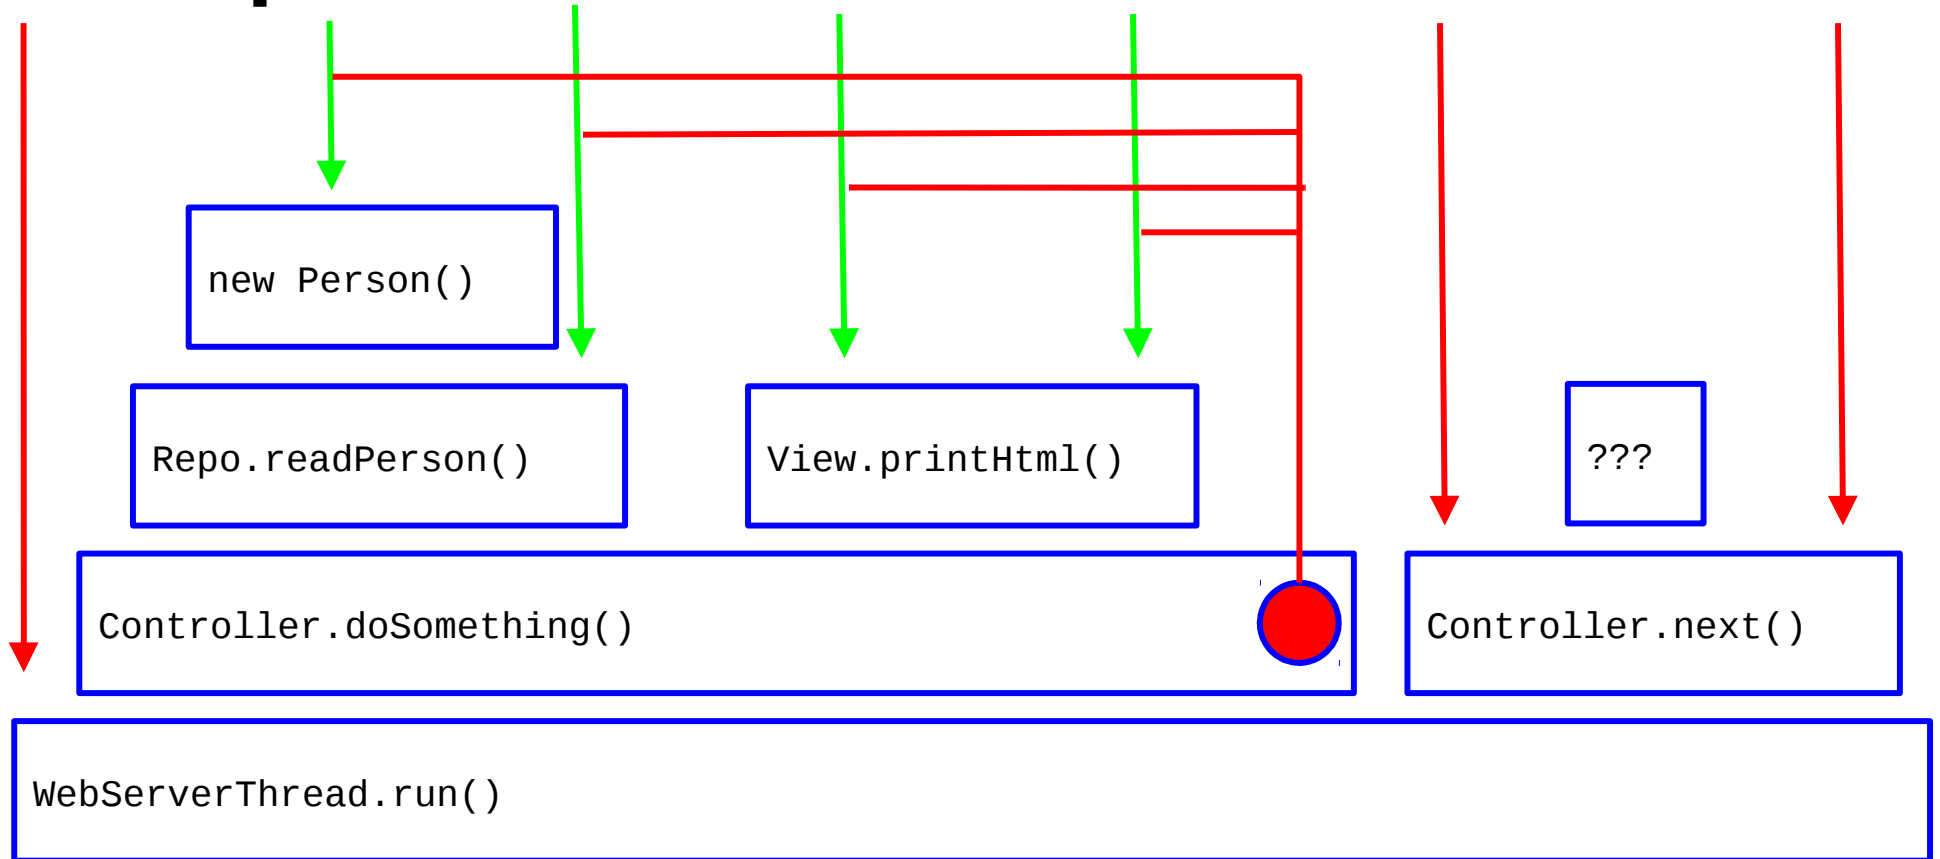 new Person()
Repo.readPerson()
View.printHtml()
???
Controller.doSomething()
Controller.next()
WebServerThread.run()